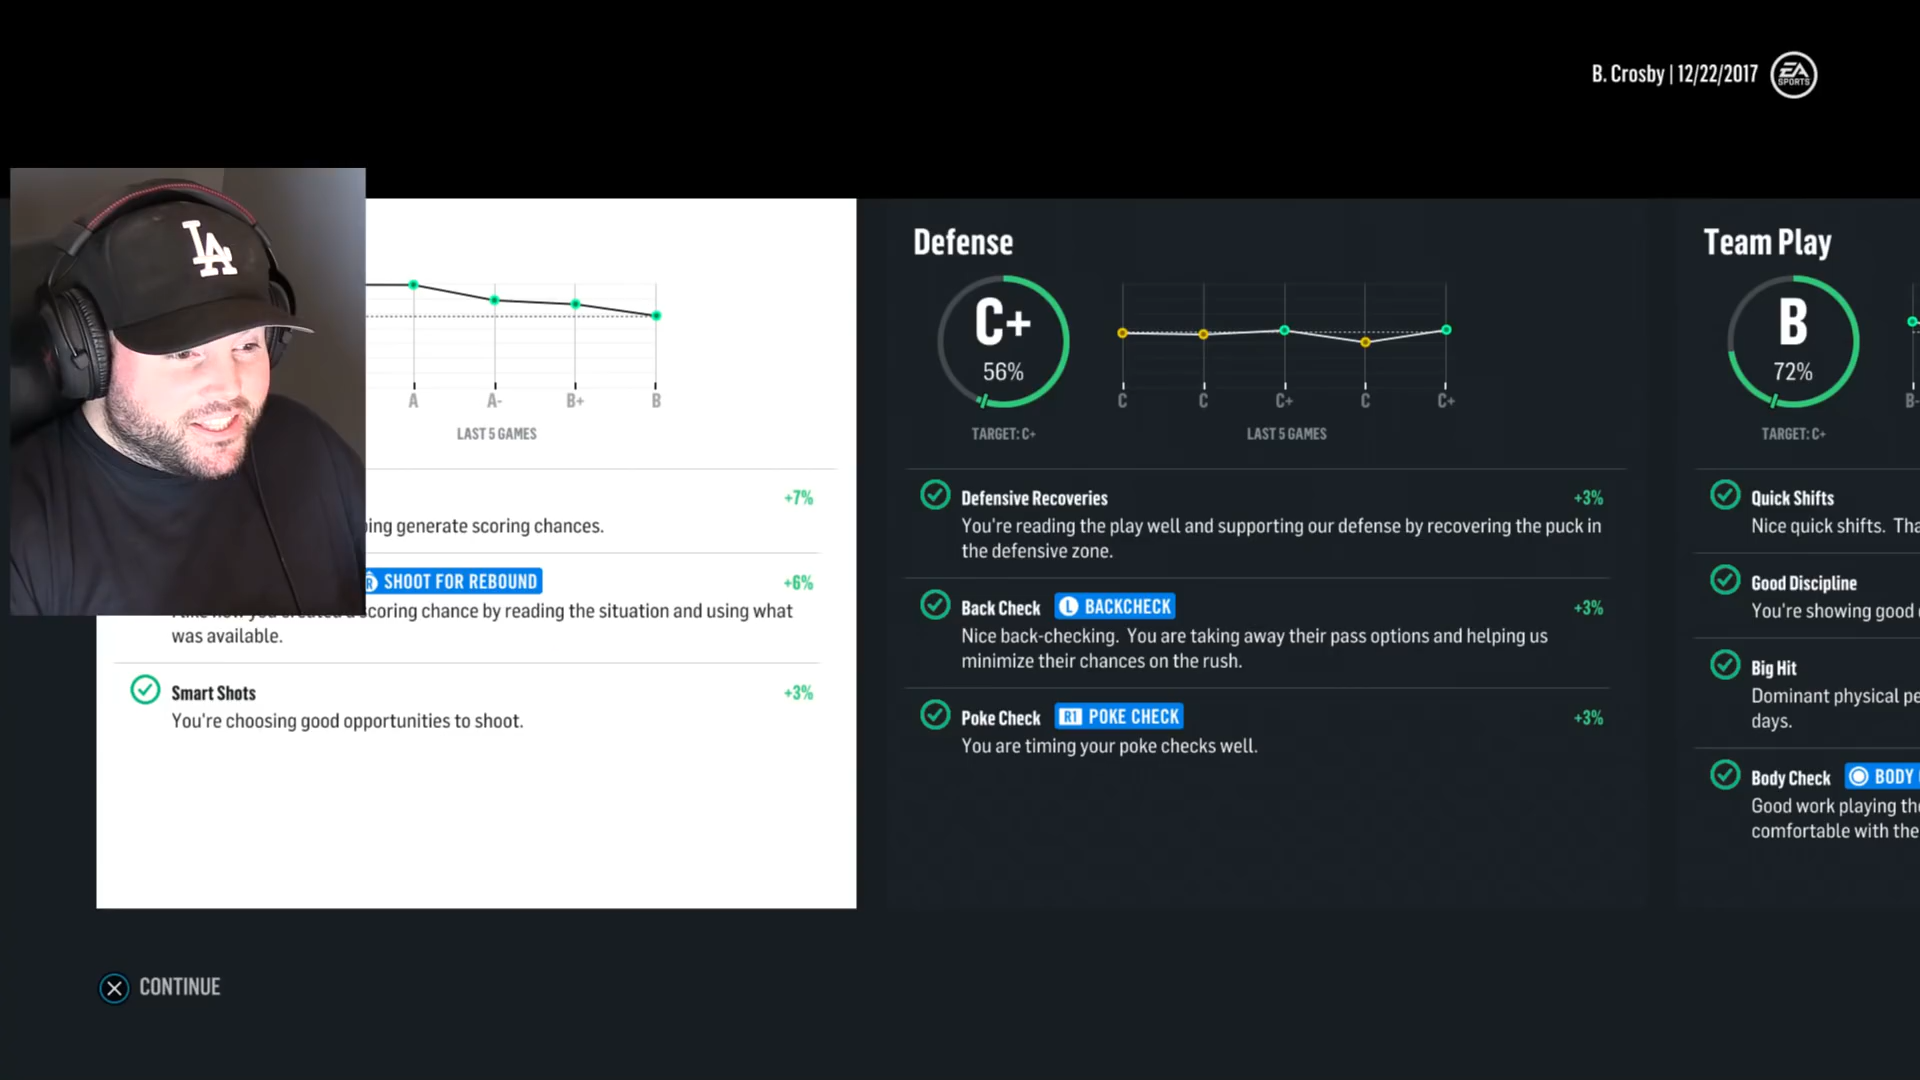 B. Crosby | 12/22/2017
EA SPORTS
LA
A
A-
B+
B
LAST 5 GAMES
+7%
generate scoring chances.
SHOOT FOR REBOUND
+6%
scoring chance by reading the situation and using what
was available.
Smart Shots
+3%
You're choosing good opportunities to shoot.
Defense
C+
56%
TARGET: C+
C
C
C+
C
C+
LAST 5 GAMES
Defensive Recoveries
+3%
You're reading the play well and supporting our defense by recovering the puck in
the defensive zone.
Back Check
L BACKCHECK
+3%
Nice back-checking. You are taking away their pass options and helping us
minimize their chances on the rush.
Poke Check
R1 POKE CHECK
+3%
You are timing your poke checks well.
Team Play
B
72%
TARGET: C+
B-
Quick Shifts
Nice quick shifts.
Good Discipline
You're showing good
Big Hit
Dominant physical
days.
Body Check
BODY
Good work playing
comfortable with the
CONTINUE